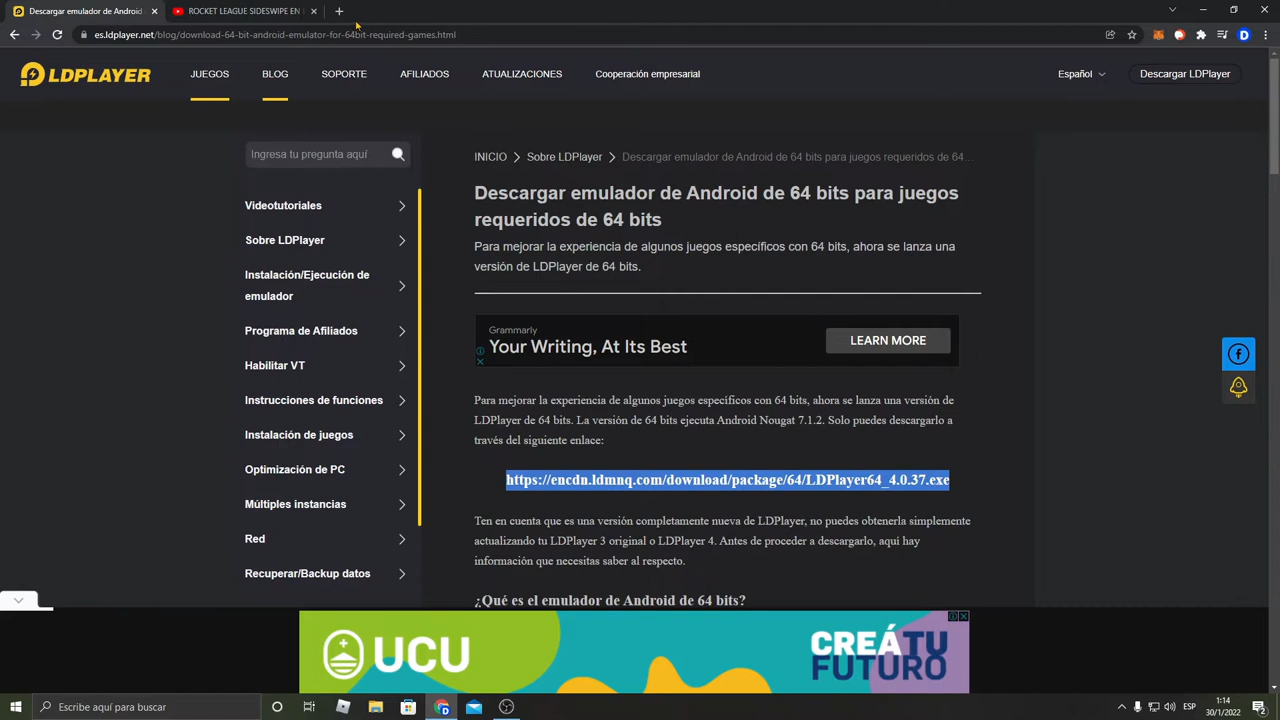 Descargar emulador de Android
ROCKET LEAGUE SIDESWIPE EN
es.ldplayer.net/blog/download-64-bit-android-emulator-for-64bit-required-games.html
D
LDPLAYER
JUEGOS
BLOG
SOPORTE
AFILIADOS
ATUALIZACIONES
Cooperación empresarial
Español
Descargar LDPlayer
Ingresa tu pregunta aquí
Videotutoriales
Sobre LDPlayer
Instalación/Ejecución de
emulador
Programa de Afiliados
Habilitar VT
Instrucciones de funciones
Instalación de juegos
Optimización de PC
Múltiples instancias
Red
Recuperar/Backup datos
INICIO > Sobre LDPlayer > Descargar emulador de Android de 64 bits para juegos requeridos de 64…
Descargar emulador de Android de 64 bits para juegos
requeridos de 64 bits
Para mejorar la experiencia de algunos juegos específicos con 64 bits, ahora se lanza una
versión de LDPlayer de 64 bits.
Grammarly
Your Writing, At Its Best
LEARN MORE
Para mejorar la experiencia de algunos juegos específicos con 64 bits, ahora se lanza una versión de
LDPlayer de 64 bits. La versión de 64 bits ejecuta Android Nougat 7.1.2. Solo puedes descargarlo a
través del siguiente enlace:
https://encdn.ldmnq.com/download/package/64/LDPlayer64_4.0.37.exe
Ten en cuenta que es una versión completamente nueva de LDPlayer, no puedes obtenerla simplemente
actualizando tu LDPlayer 3 original o LDPlayer 4. Antes de proceder a descargarlo, aquí hay
información que necesitas saber al respecto.
¿Qué es el emulador de Android de 64 bits?
UCU
CREÁ TU
FUTURO
Escribe aquí para buscar
ESP
1:14
30/1/2022
2